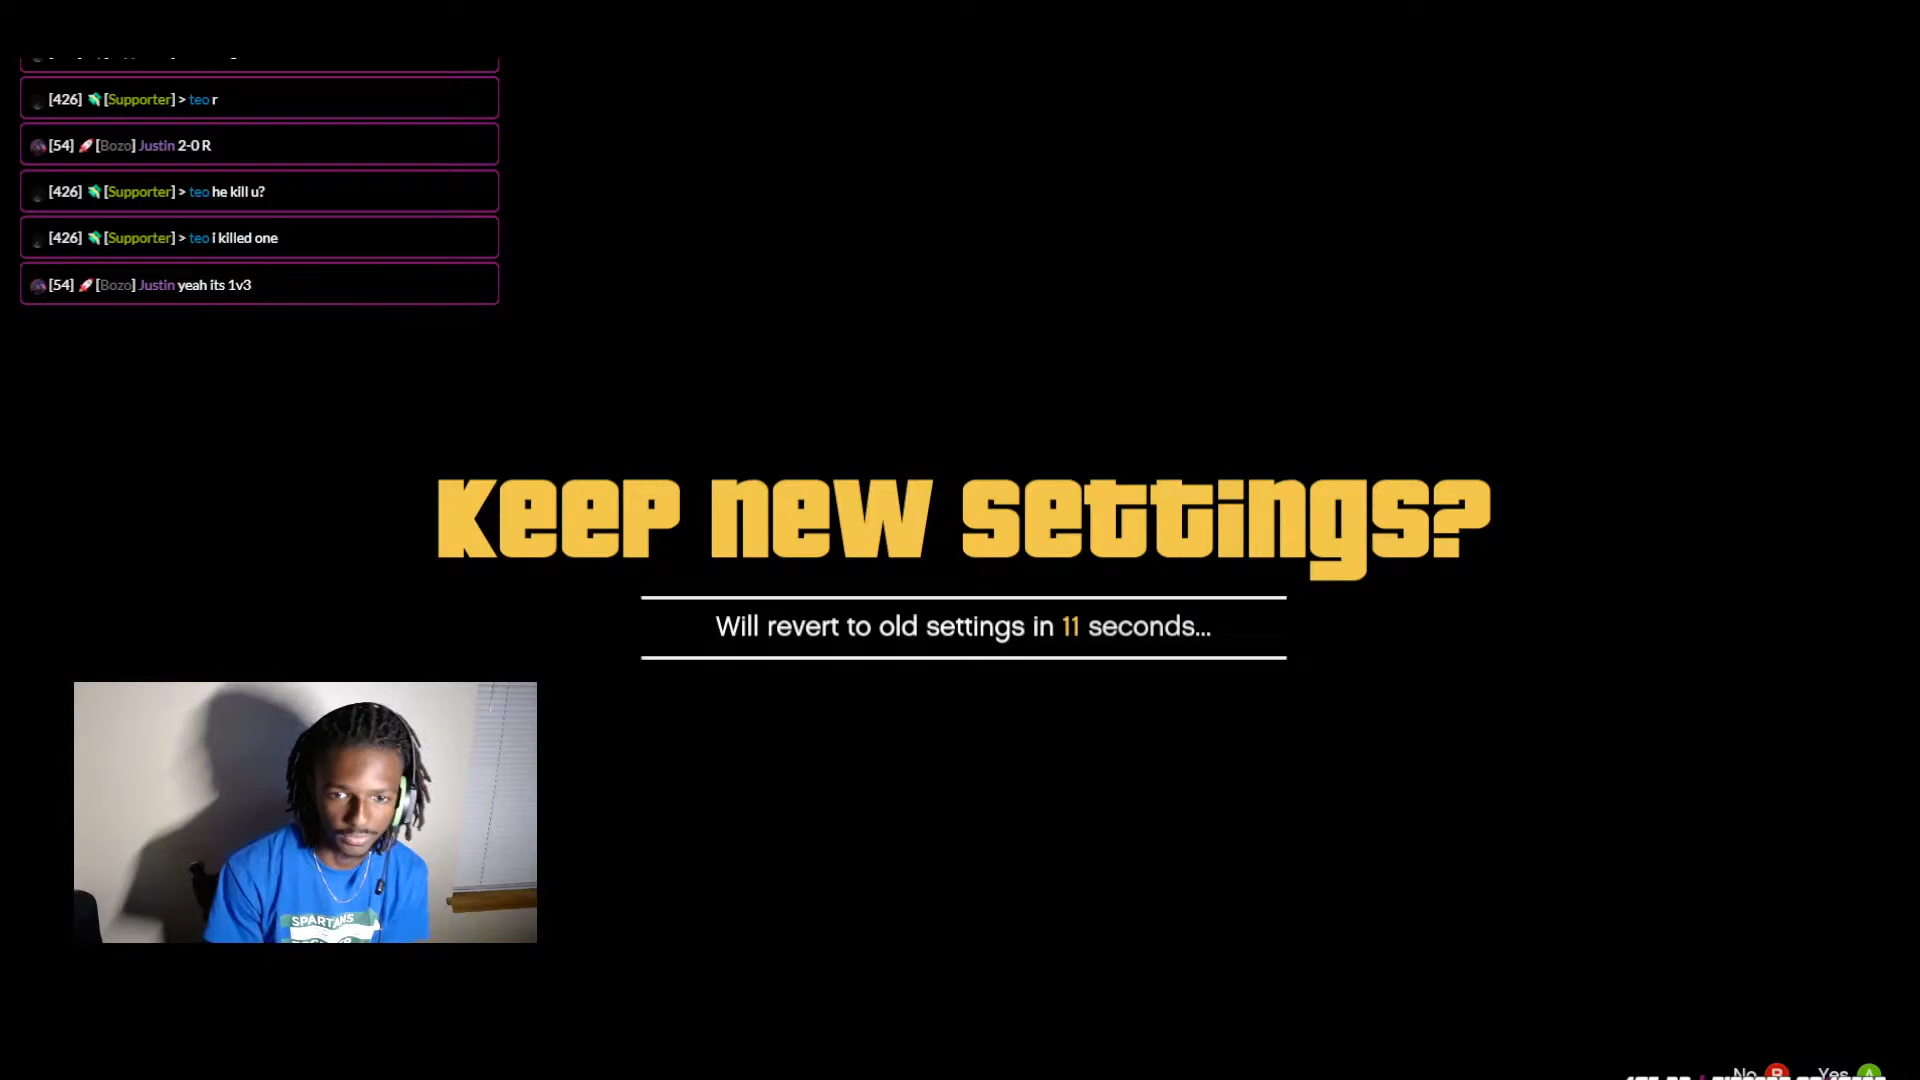 [426] [Supporter] > teo r
[54] [Bozo] Justin 2-0 R
[426] [Supporter] > teo he kill u?
[426] [Supporter] > teo i killed one
[54] [Bozo] Justin yeah its 1v3
Keep new settings?
Will revert to old settings in 11 seconds...
SPARTANS
No B Yes A